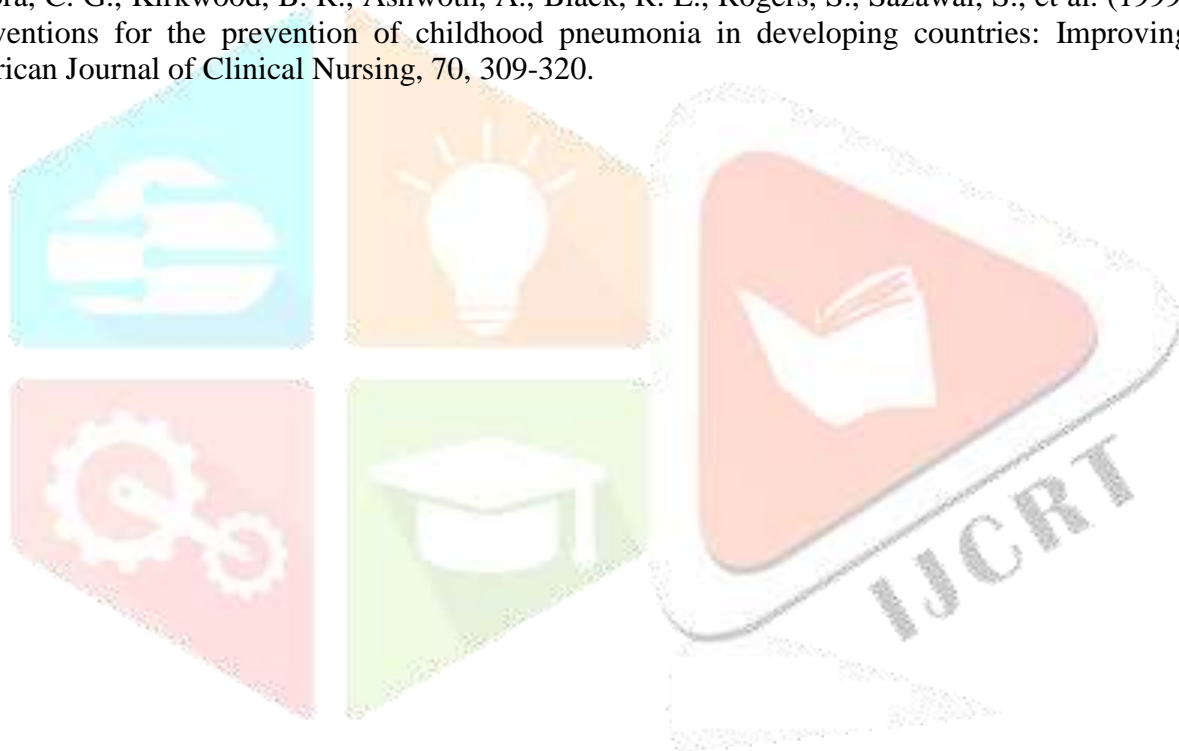 ora, C. G., Kirkwood, B. R., Ashwoth, A., Black, R. E., Rogers, S., Sazawal, S., et al. (1999
ventions for the prevention of childhood pneumonia in developing countries: Improving
rican Journal of Clinical Nursing, 70, 309-320.
IJCRT